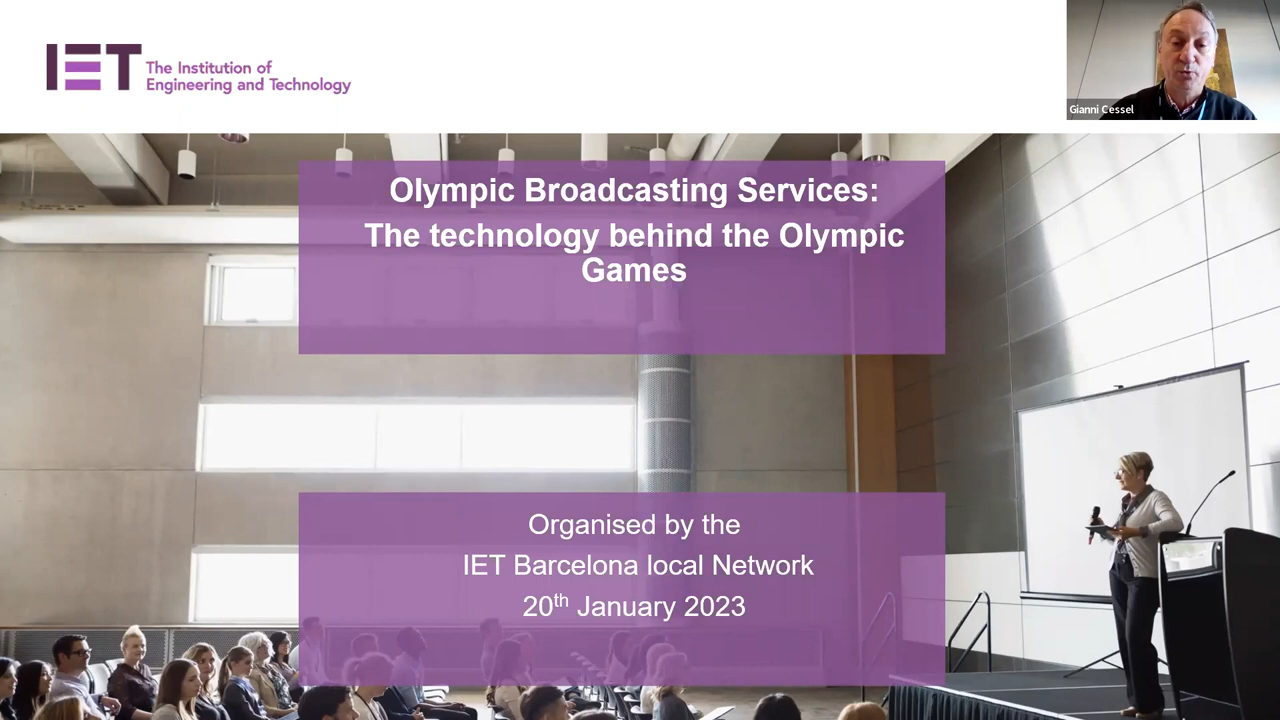 IET The Institution of
Engineering and Technology
Gianni Cessel
Olympic Broadcasting Services:
The technology behind the Olympic
Games
Organised by the
IET Barcelona local Network
20th January 2023